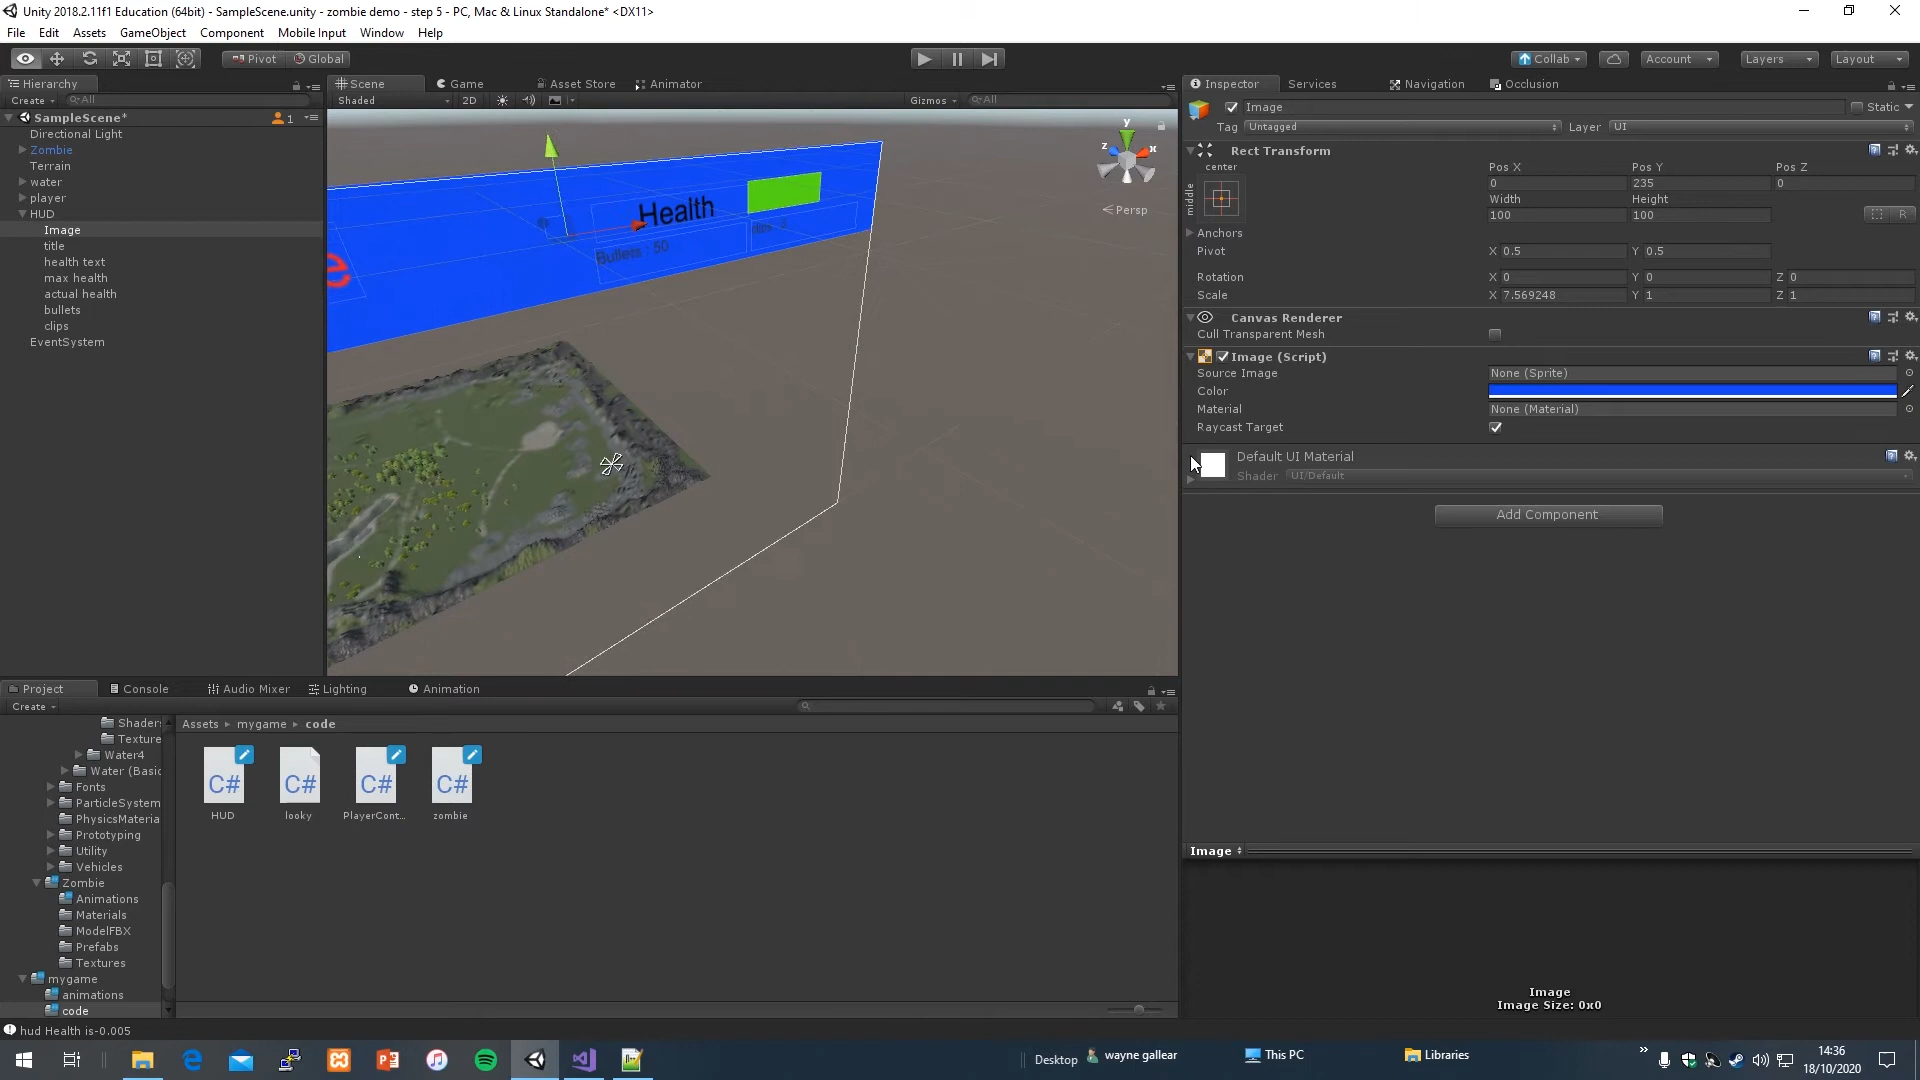 Unity 2018.2.11f1 Education (64bit) - SampleScene.unity - zombie demo - step 5 - PC, Mac & Linux Standalone* <DX11>
File Edit Assets GameObject Component Mobile Input Window Help
Pivot Global Collab Account Layers Layout
Hierarchy
Create All
SampleScene* 1
Directional Light
Zombie
Terrain
water
player
HUD
Image
title
health text
max health
actual health
bullets
clips
EventSystem
Scene Game Asset Store Animator
Shaded 2D Gizmos All
y
z x
Persp
Health
Bullets : 50
e
Inspector Services Navigation Occlusion
Image Static
Tag Untagged Layer UI
Rect Transform
center Pos X Pos Y Pos Z
middle 0 235 0
Width Height
100 100 R
Anchors
Pivot X 0.5 Y 0.5
Rotation X 0 Y 0 Z 0
Scale X 7.569248 Y 1 Z 1
Canvas Renderer
Cull Transparent Mesh
Image (Script)
Source Image None (Sprite)
Color
Material None (Material)
Raycast Target
Default UI Material
Shader UI/Default
Add Component
Image
Image
Image Size: 0x0
Project Console Audio Mixer Lighting Animation
Create
Shader
Texture
Water4
Water (Basic
Fonts
ParticleSystem
PhysicsMateria
Prototyping
Utility
Vehicles
Zombie
Animations
Materials
ModelFBX
Prefabs
Textures
mygame
animations
code
Assets mygame code
C# C# C# C#
HUD looky PlayerCont... zombie
hud Health is-0.005
Desktop wayne gallear This PC Libraries
14:36
18/10/2020